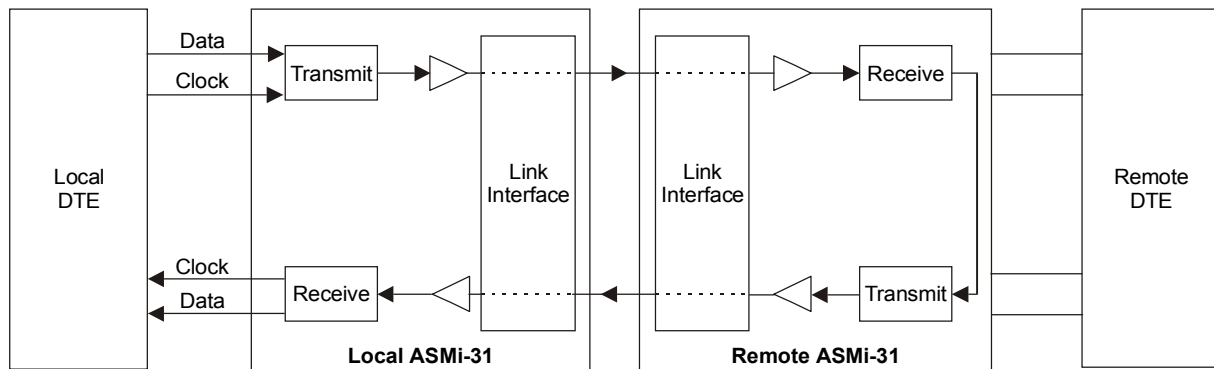 Data
Clock
Transmit
Receive
Local
DTE
Link
Interface
Link
Interface
Remote
DTE
Clock
Data
Receive
Transmit
Local ASMi-31
Remote ASMi-31